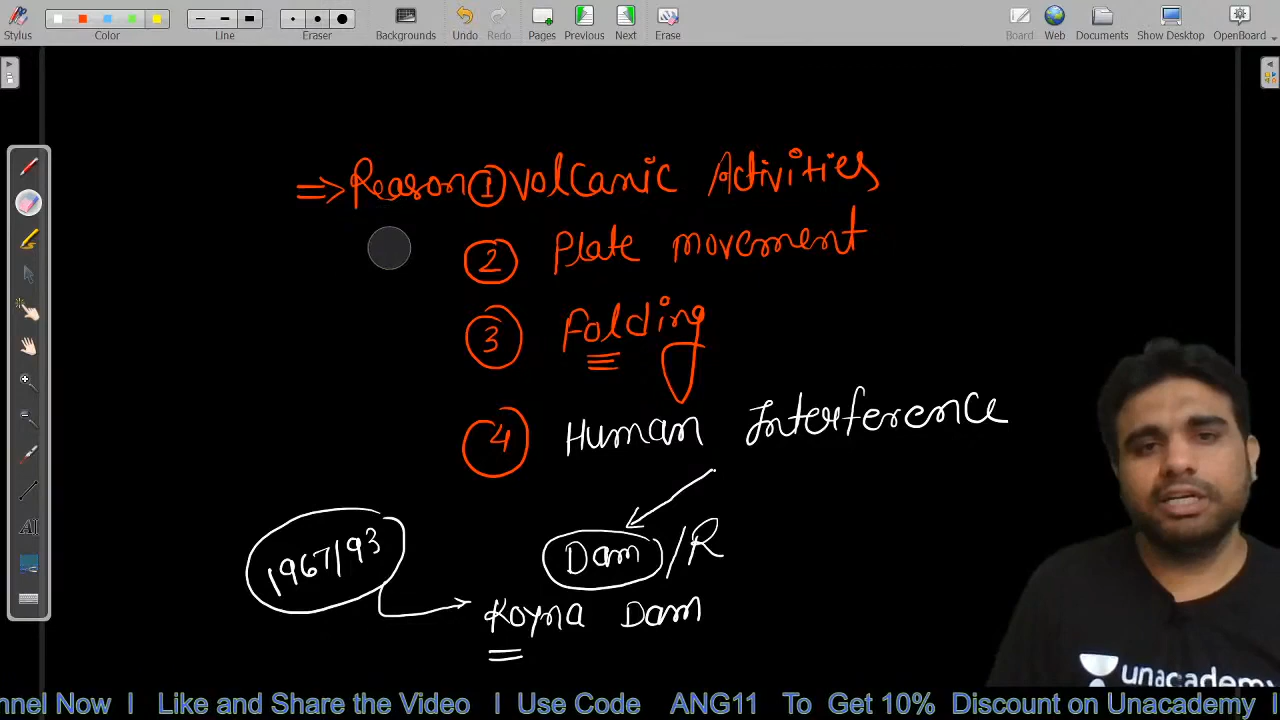 Stylus Color Line Eraser Backgrounds Undo Redo Pages Previous Next Erase Board Web Documents Show Desktop OpenBoard
⇒ Reason ① Volcanic Activities
② Plate movement
③ Folding
④ Human Interference
Dam / R
1967/93
Koyna Dam
unacademy
nnel Now I Like and Share the Video I Use Code ANG11 To Get 10% Discount on Unacademy I